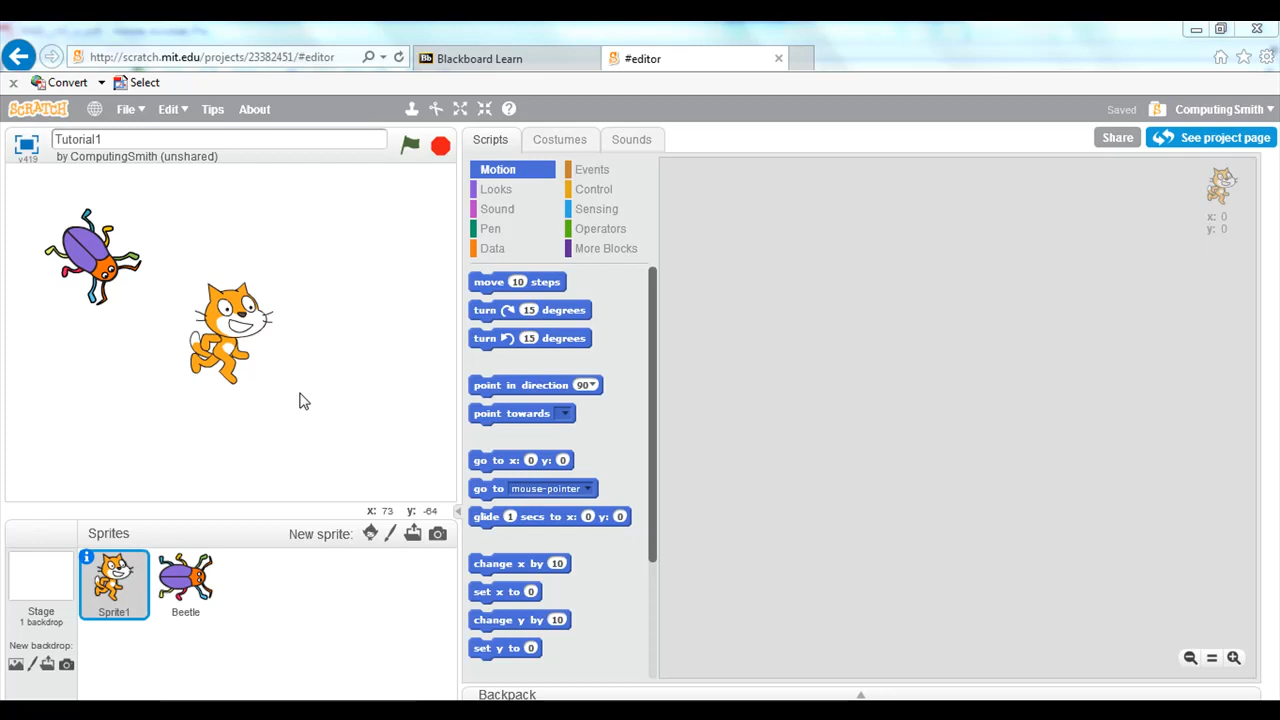 http://scratch.mit.edu/projects/23382451/#editor
Blackboard Learn
#editor
x Convert Select
SCRATCH File Edit Tips About Saved ComputingSmith
Tutorial1
v419
by ComputingSmith (unshared)
Scripts Costumes Sounds
Share See project page
Motion Events
Looks Control
Sound Sensing
Pen Operators
Data More Blocks
x: 0
y: 0
move 10 steps
turn 15 degrees
turn 15 degrees
point in direction 90
point towards
go to x: 0 y: 0
go to mouse-pointer
glide 1 secs to x: 0 y: 0
change x by 10
set x to 0
change y by 10
set y to 0
x: 73 y: -64
Sprites New sprite:
Stage
1 backdrop
New backdrop:
Sprite1
Beetle
Backpack